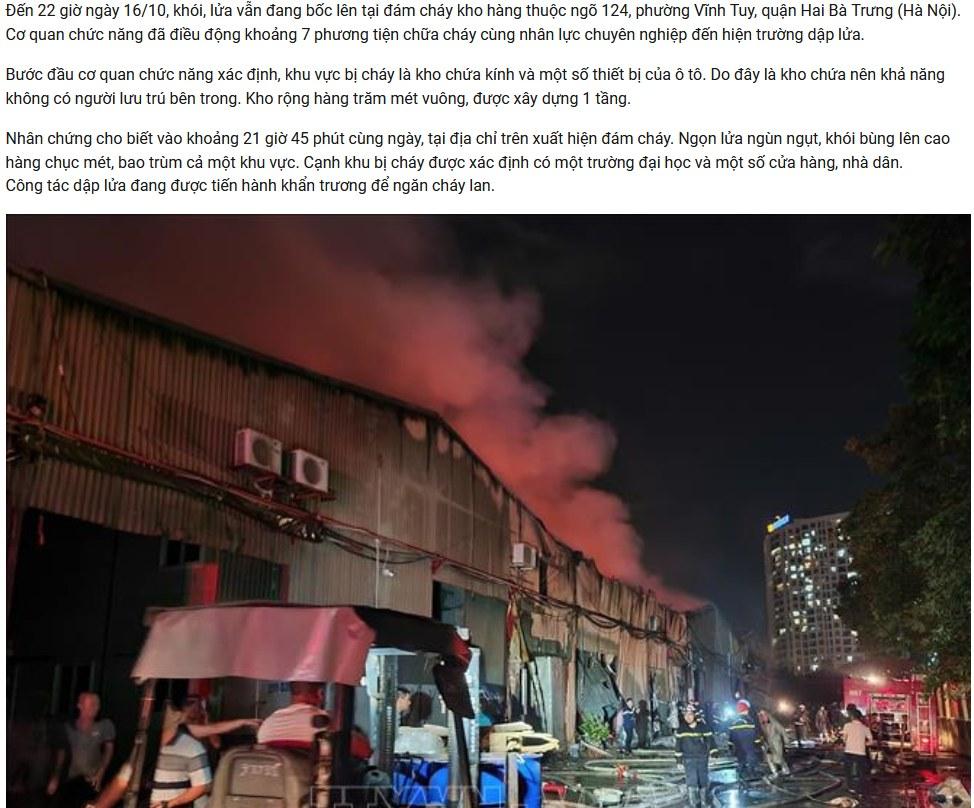 Đến 22 giờ ngày 16/10, khói, lửa vẫn đang bốc lên tại đám cháy kho hàng thuộc ngõ 124, phường Vĩnh Tuy, quận Hai Bà Trưng (Hà Nội).
Cơ quan chức năng đã điều động khoảng 7 phương tiện chữa cháy cùng nhân lực chuyên nghiệp đến hiện trường dập lửa.
Bước đầu cơ quan chức năng xác định, khu vực bị cháy là kho chứa kính và một số thiết bị của ô tô. Do đây là kho chứa nên khả năng
không có người lưu trú bên trong. Kho rộng hàng trăm mét vuông, được xây dựng 1 tầng.
Nhân chứng cho biết vào khoảng 21 giờ 45 phút cùng ngày, tại địa chỉ trên xuất hiện đám cháy. Ngọn lửa ngùn ngụt, khói bùng lên cao
hàng chục mét, bao trùm cả một khu vực. Cạnh khu bị cháy được xác định có một trường đại học và một số cửa hàng, nhà dân.
Công tác dập lửa đang được tiến hành khẩn trương để ngăn cháy lan.